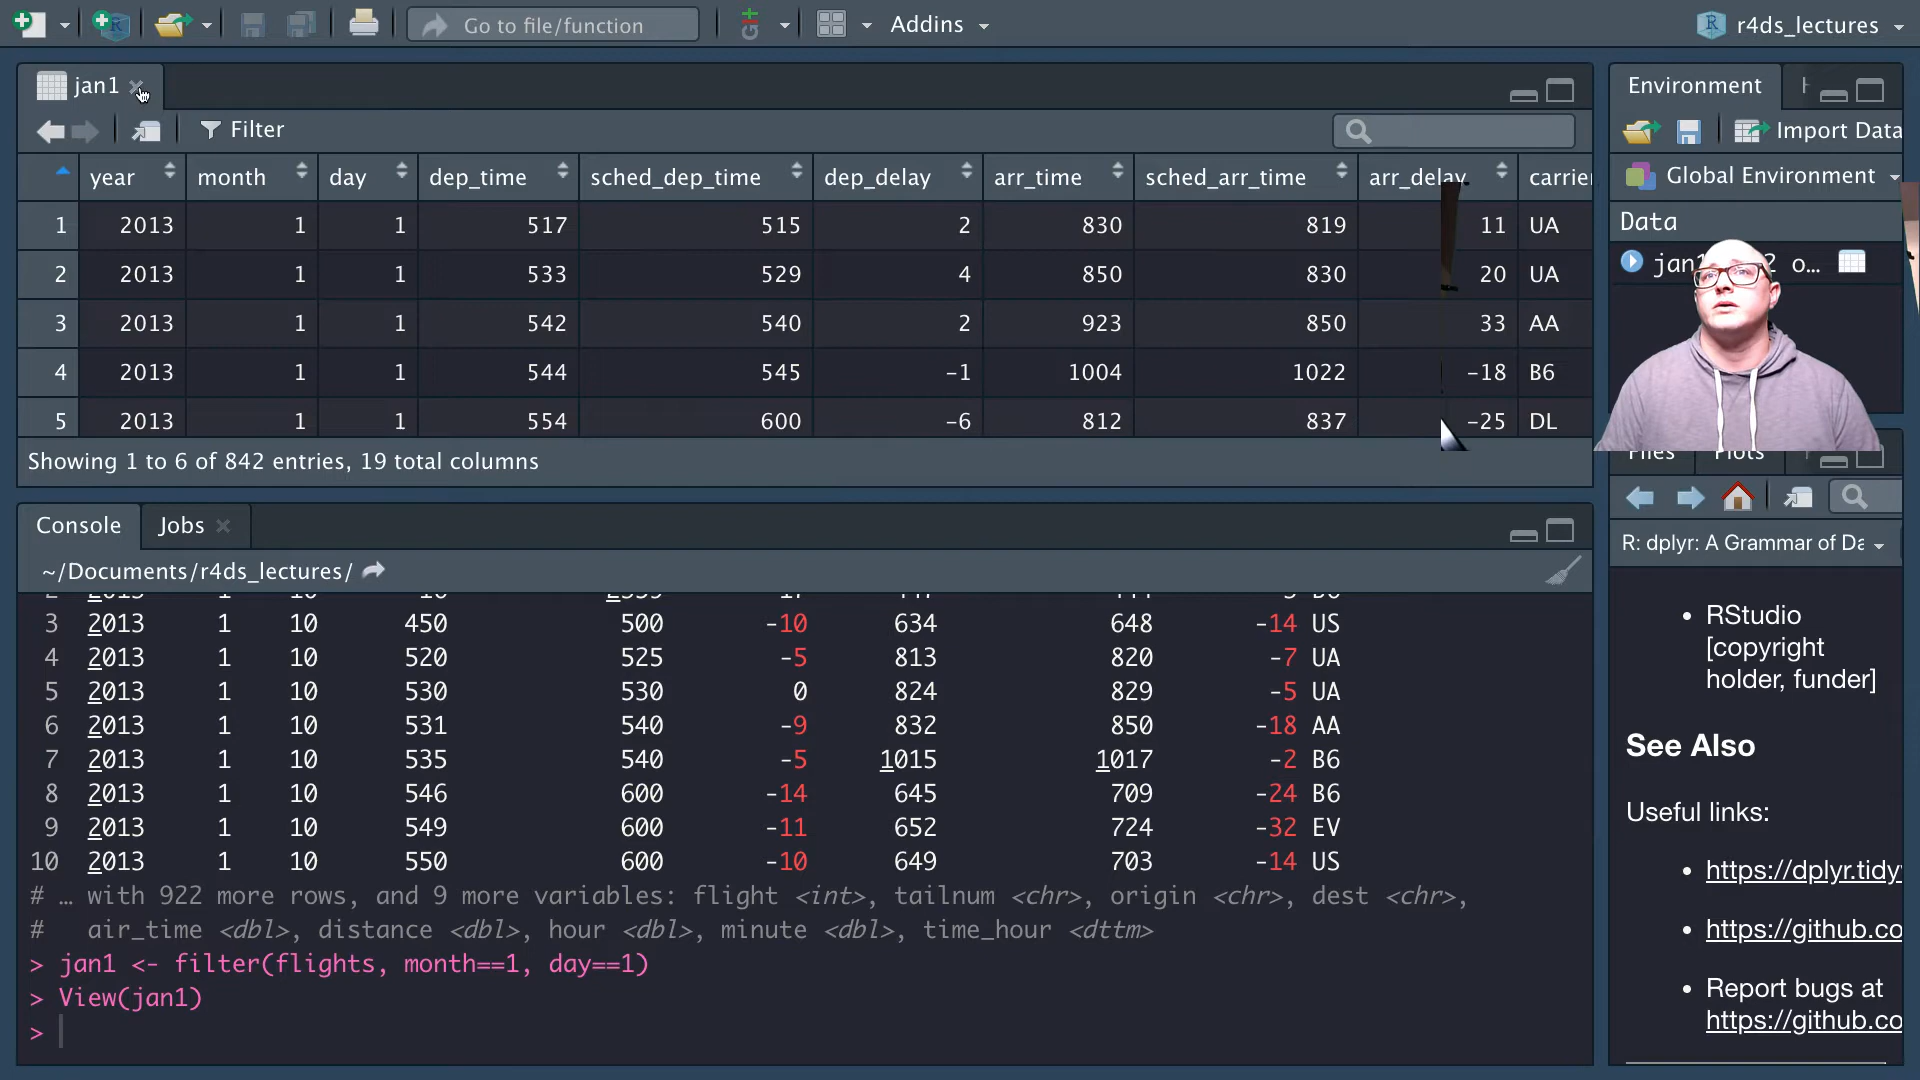 Go to file/function
Addins
r4ds_lectures
jan1
Filter
year month day dep_time sched_dep_time dep_delay arr_time sched_arr_time arr_delay carrie
1 2013 1 1 517 515 2 830 819 11 UA
2 2013 1 1 533 529 4 850 830 20 UA
3 2013 1 1 542 540 2 923 850 33 AA
4 2013 1 1 544 545 -1 1004 1022 -18 B6
5 2013 1 1 554 600 -6 812 837 -25 DL
Showing 1 to 6 of 842 entries, 19 total columns
Console Jobs
~/Documents/r4ds_lectures/
3 2013 1 10 450 500 -10 634 648 -14 US
4 2013 1 10 520 525 -5 813 820 -7 UA
5 2013 1 10 530 530 0 824 829 -5 UA
6 2013 1 10 531 540 -9 832 850 -18 AA
7 2013 1 10 535 540 -5 1015 1017 -2 B6
8 2013 1 10 546 600 -14 645 709 -24 B6
9 2013 1 10 549 600 -11 652 724 -32 EV
10 2013 1 10 550 600 -10 649 703 -14 US
# … with 922 more rows, and 9 more variables: flight <int>, tailnum <chr>, origin <chr>, dest <chr>,
# air_time <dbl>, distance <dbl>, hour <dbl>, minute <dbl>, time_hour <dttm>
> jan1 <- filter(flights, month==1, day==1)
> View(jan1)
>
Environment
Import Data
Global Environment
Data
o…
Files Plots
R: dplyr: A Grammar of Da
• RStudio
[copyright
holder, funder]
See Also
Useful links:
• https://dplyr.tidy
• https://github.co
• Report bugs at
https://github.co